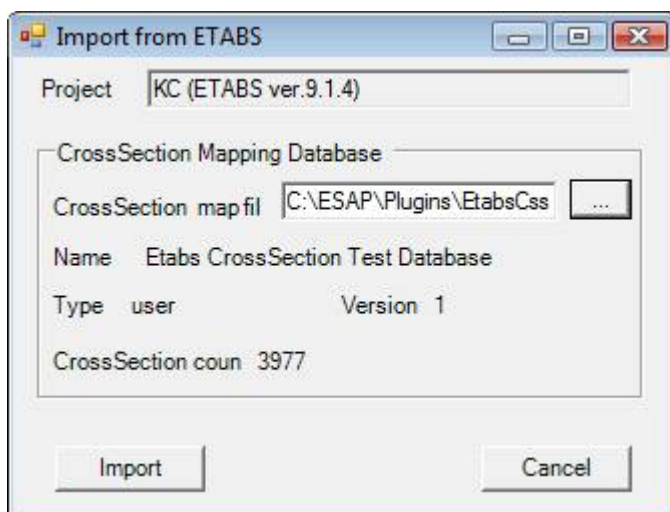 Import from ETABS
Project KC (ETABS ver.9.1.4)
CrossSection Mapping Database
CrossSection map fil C:\ESAP\Plugins\EtabsCss ...
Name Etabs CrossSection Test Database
Type user Version 1
CrossSection coun 3977
Import Cancel